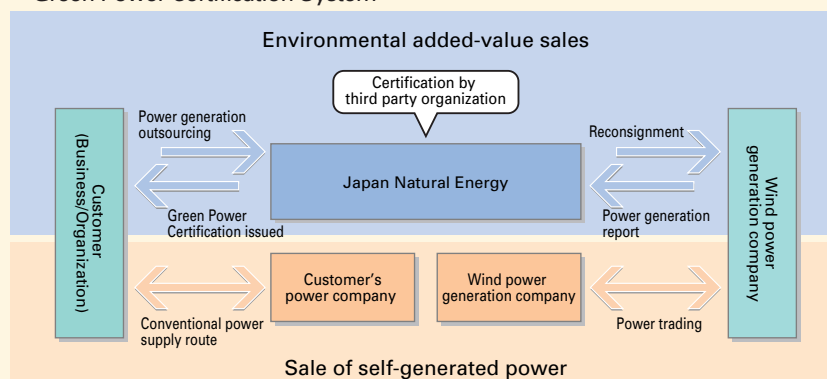 Green Power Certification System
Environmental added-value sales
Certification by
third party organization
Power generation
outsourcing
Reconsignment
Customer
(Business/Organization)
Japan Natural Energy
Wind power
generation company
Green Power
Certification issued
Power generation
report
Customer's
power company
Wind power
generation company
Conventional power
supply route
Power trading
Sale of self-generated power